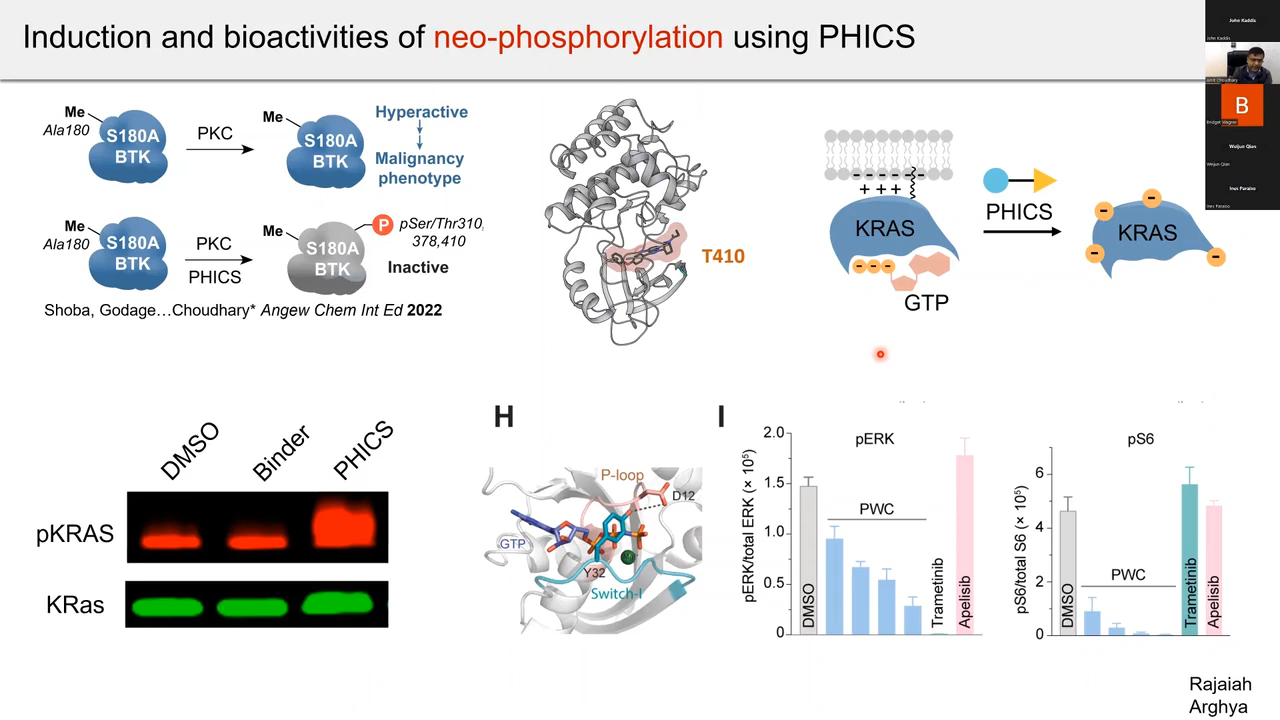 Induction and bioactivities of neo-phosphorylation using PHICS
John Kaddis
John Kaddis
Amit Choudhary
B
Bridget Wagner
Weijun Qian
Weijun Qian
Ines Paraiso
Ines Paraiso
Me
Ala180
S180A
BTK
PKC
Me
S180A
BTK
Hyperactive
Malignancy
phenotype
Me
Ala180
S180A
BTK
PKC
PHICS
Me
S180A
BTK
P
pSer/Thr310,
378,410
Inactive
Shoba, Godage…Choudhary* Angew Chem Int Ed 2022
T410
- - - - - -
+ + +
KRAS
GTP
PHICS
KRAS
DMSO
Binder
PHICS
pKRAS
KRas
H
P-loop
D12
GTP
Y32
Switch-I
I
pERK
pERK/total ERK (× 10⁵)
2.0
1.5
1.0
0.5
0
PWC
DMSO
Trametinib
Apelisib
pS6
pS6/total S6 (× 10⁵)
6
4
2
0
PWC
DMSO
Trametinib
Apelisib
Rajaiah
Arghya